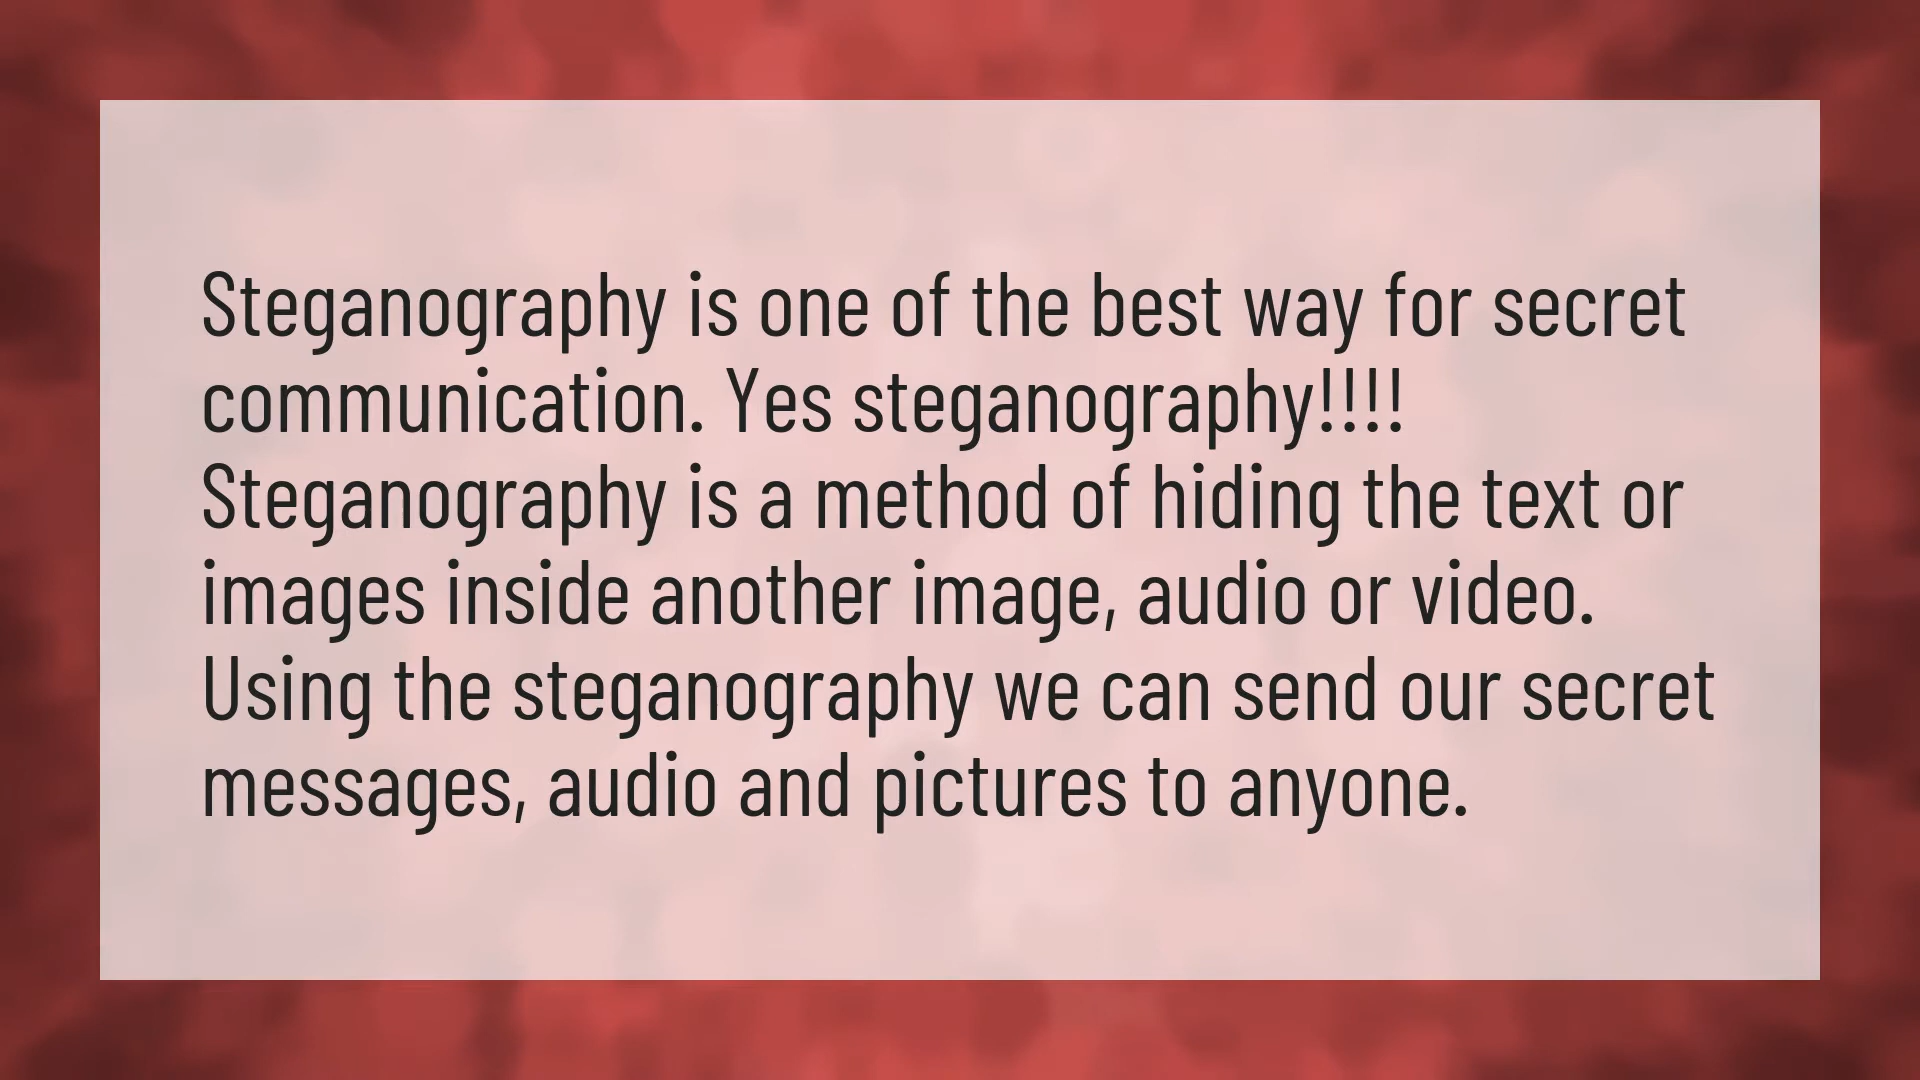 Steganography is one of the best way for secret
communication. Yes steganography!!!!
Steganography is a method of hiding the text or
images inside another image, audio or video.
Using the steganography we can send our secret
messages, audio and pictures to anyone.